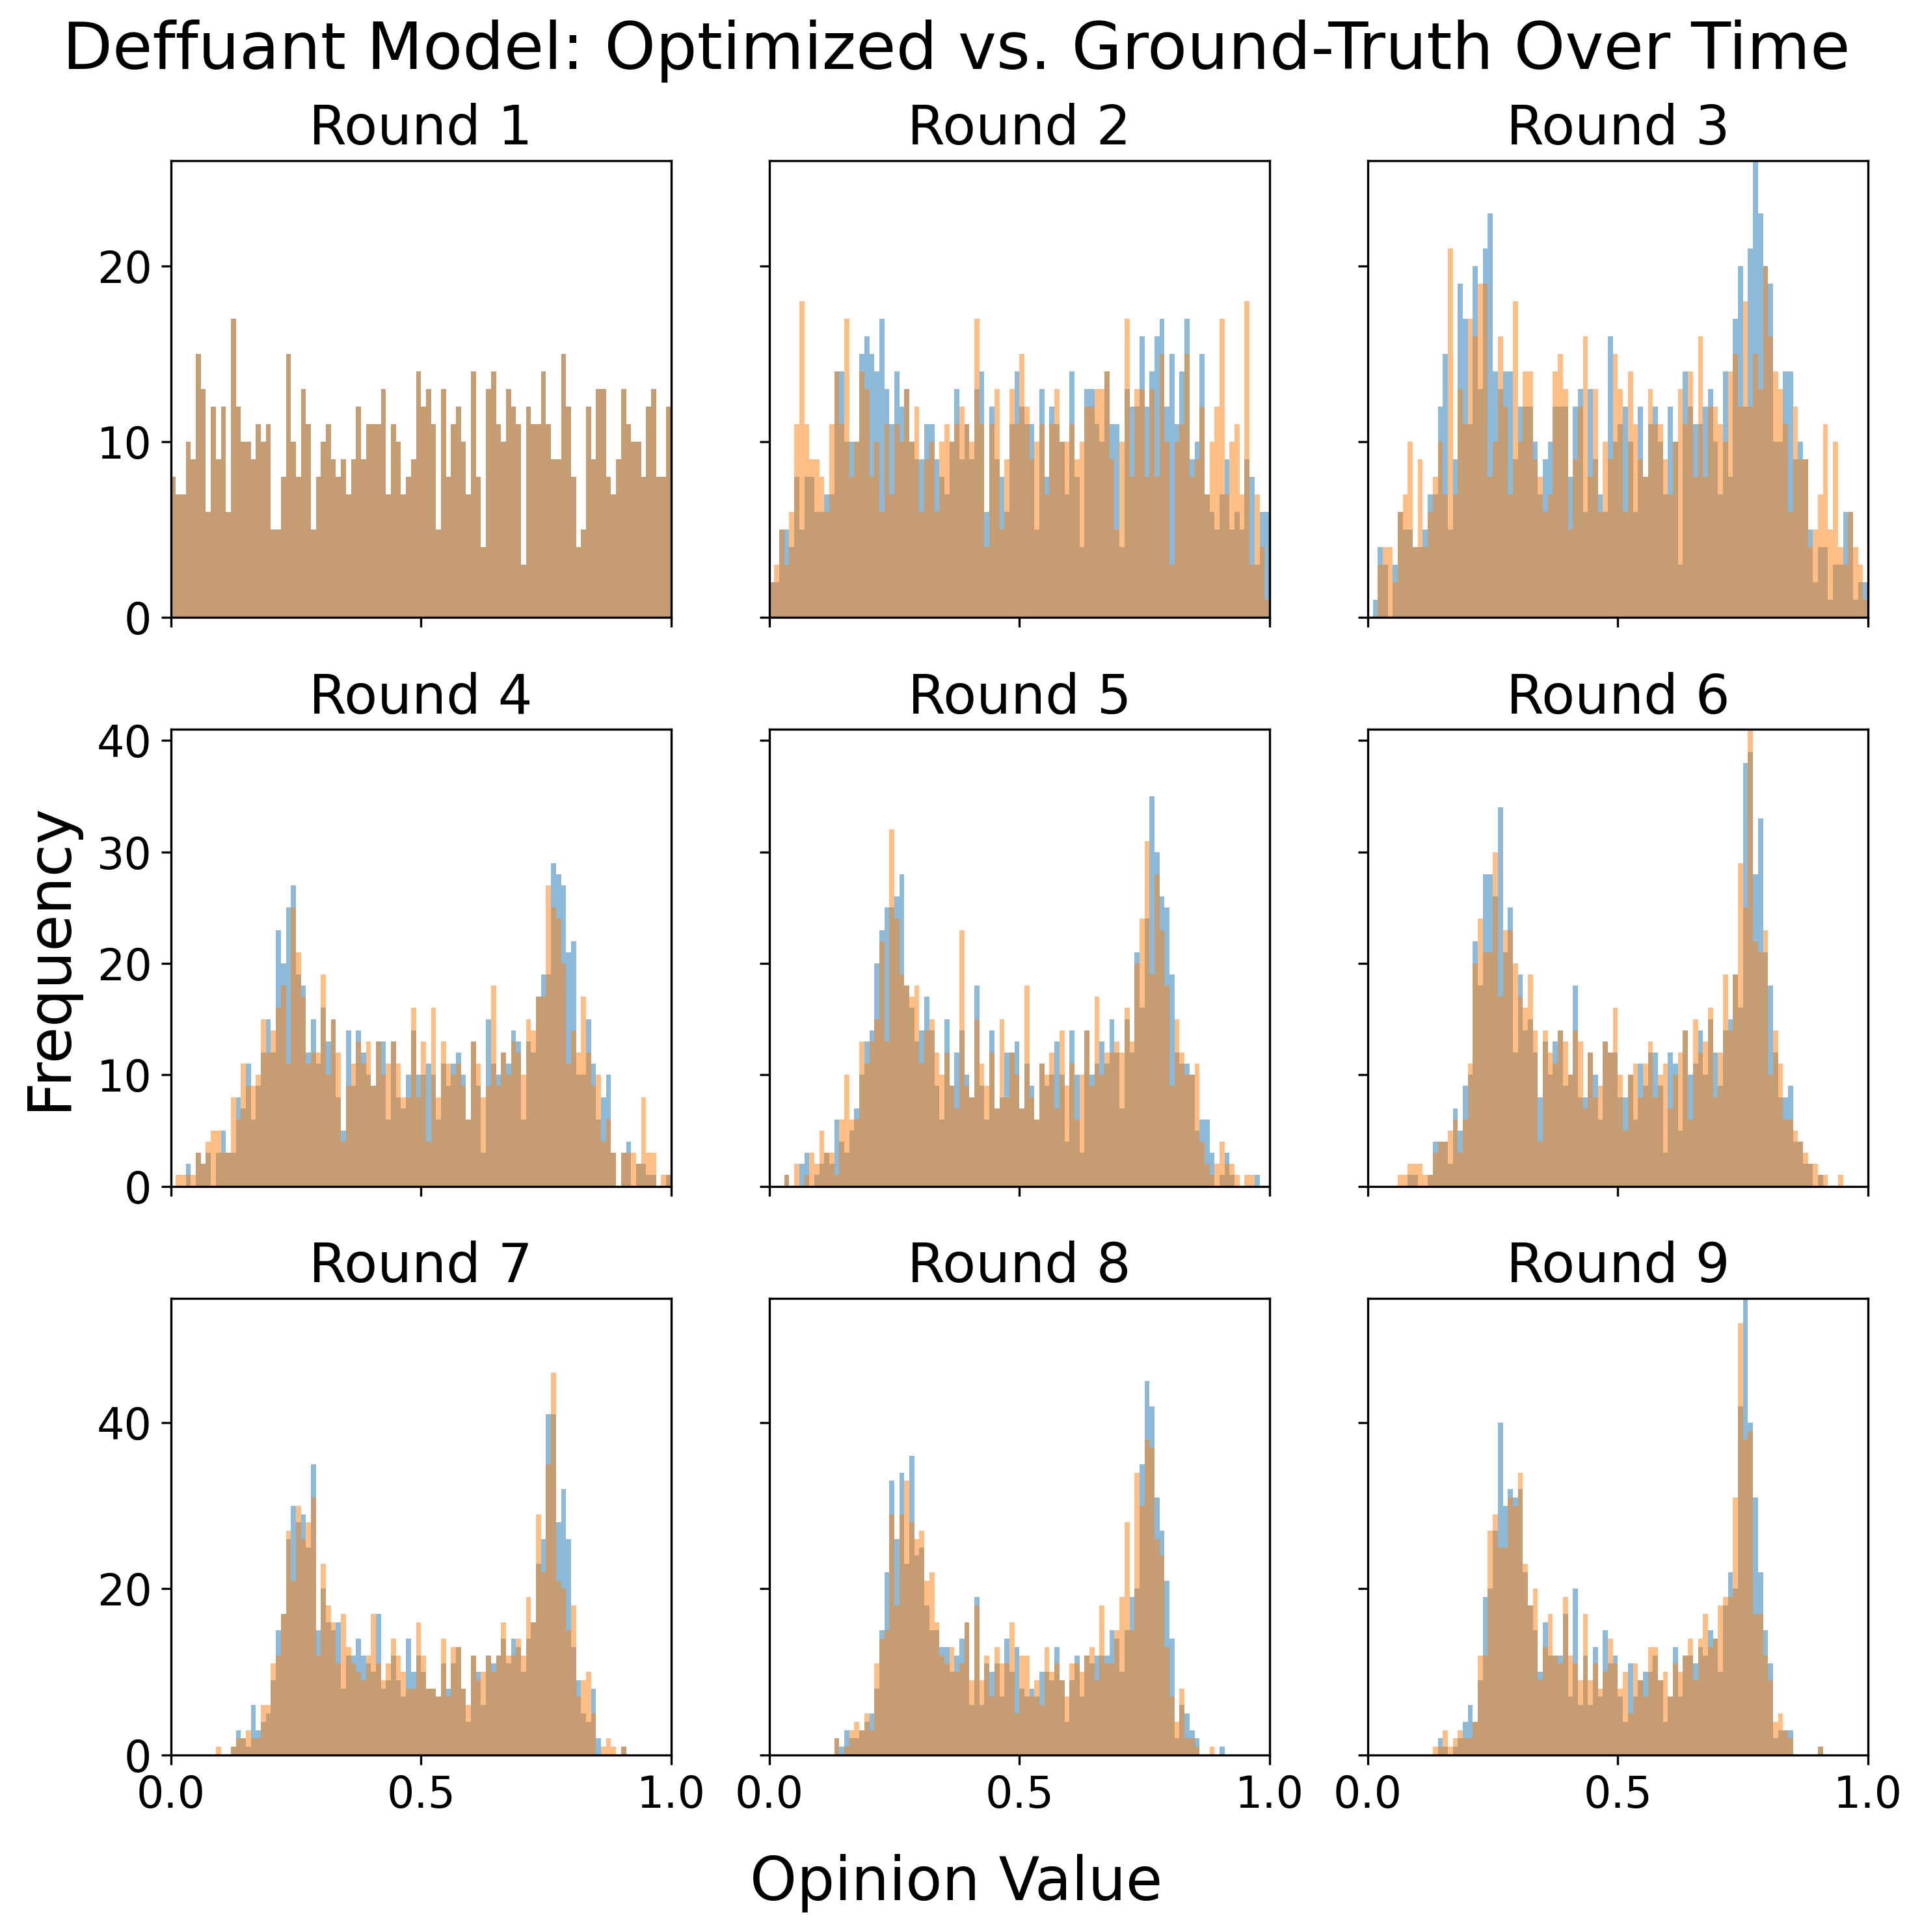 Deffuant Model: Optimized vs. Ground-Truth Over Time
Round 1
Round 2
Round 3
20
10
0
Round 4
Round 5
Round 6
40
30
20
10
0
Frequency
Round 7
Round 8
Round 9
40
20
0
0.0 0.5 1.0
0.0 0.5 1.0
0.0 0.5 1.0
Opinion Value